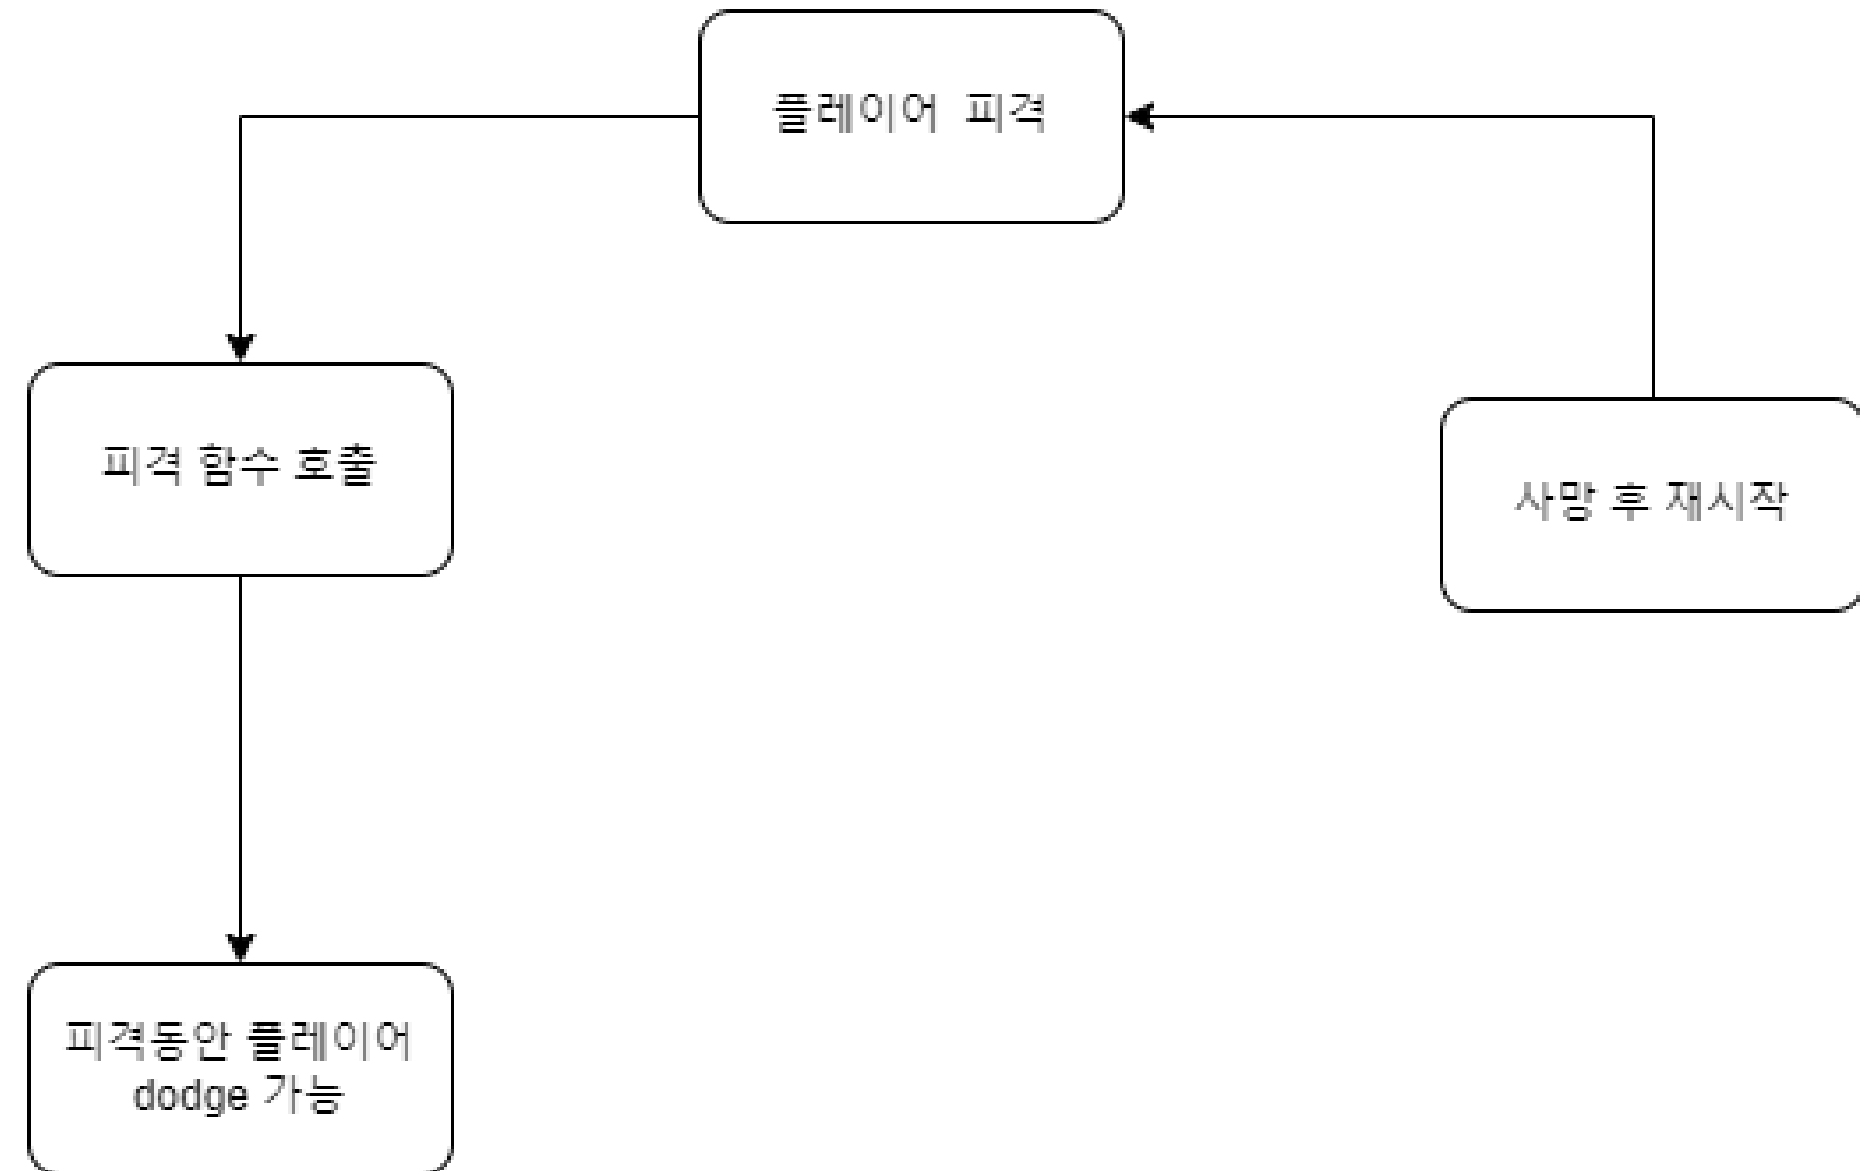 플레이어 피격
피격 함수 호출
사망 후 재시작
피격동안 플레이어
dodge 가능